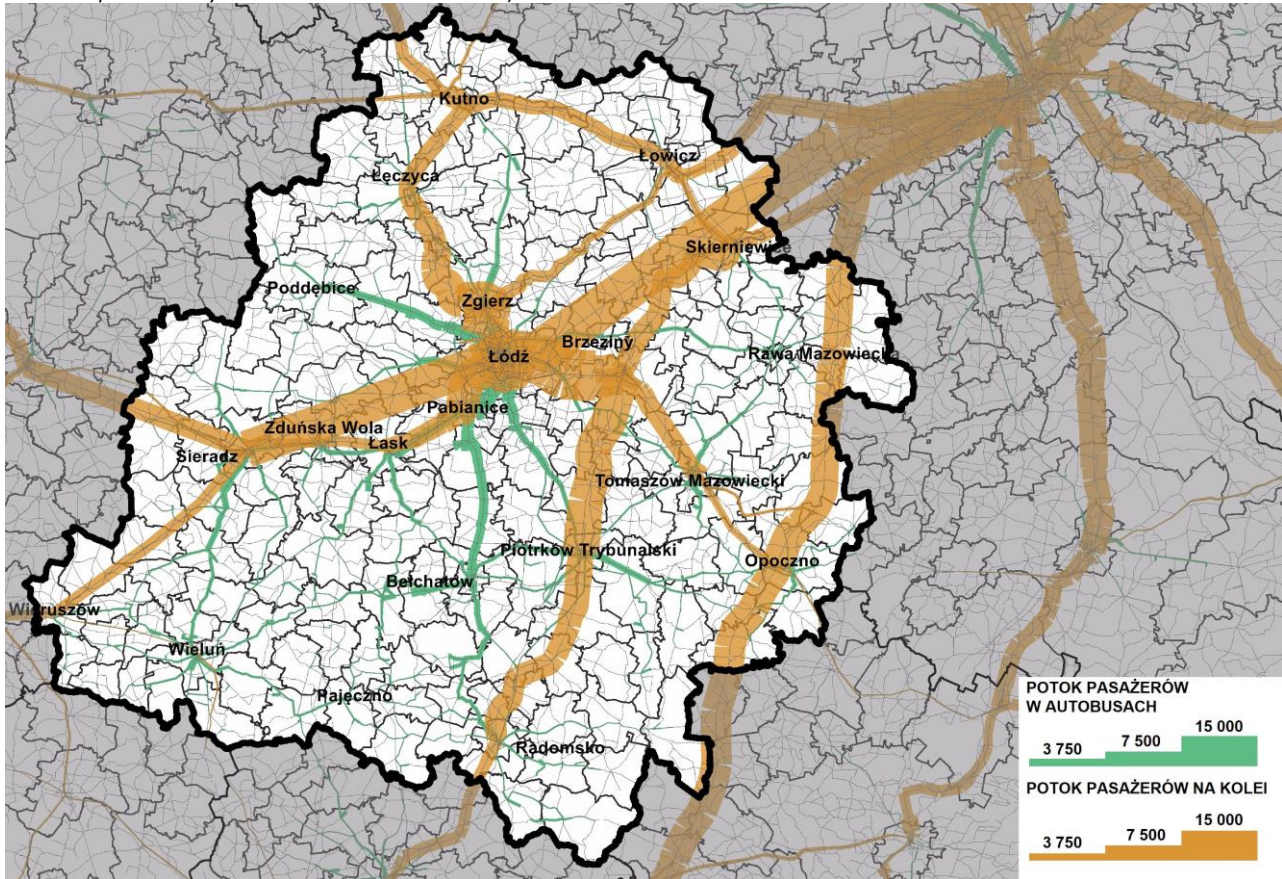 Kutno
Łowicz
Łęczyca
Skierniewice
Poddębice
Zgierz
Brzeziny
Łódź
Rawa Mazowiecka
Pabianice
Zduńska Wola
Łask
Sieradz
Tomaszów Mazowiecki
Piotrków Trybunalski
Opoczno
Bełchatów
Wieruszów
Wieluń
Pajęczno
Radomsko
POTOK PASAŻERÓW
W AUTOBUSACH
3 750 7 500 15 000
POTOK PASAŻERÓW NA KOLEI
3 750 7 500 15 000